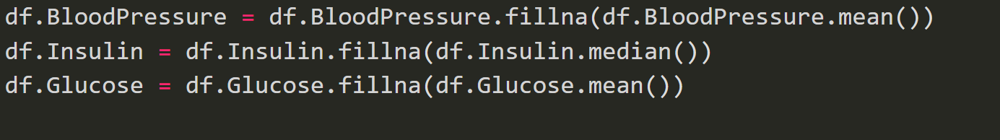 df.BloodPressure = df.BloodPressure.fillna(df.BloodPressure.mean())
df.Insulin = df.Insulin.fillna(df.Insulin.median())
df.Glucose = df.Glucose.fillna(df.Glucose.mean())